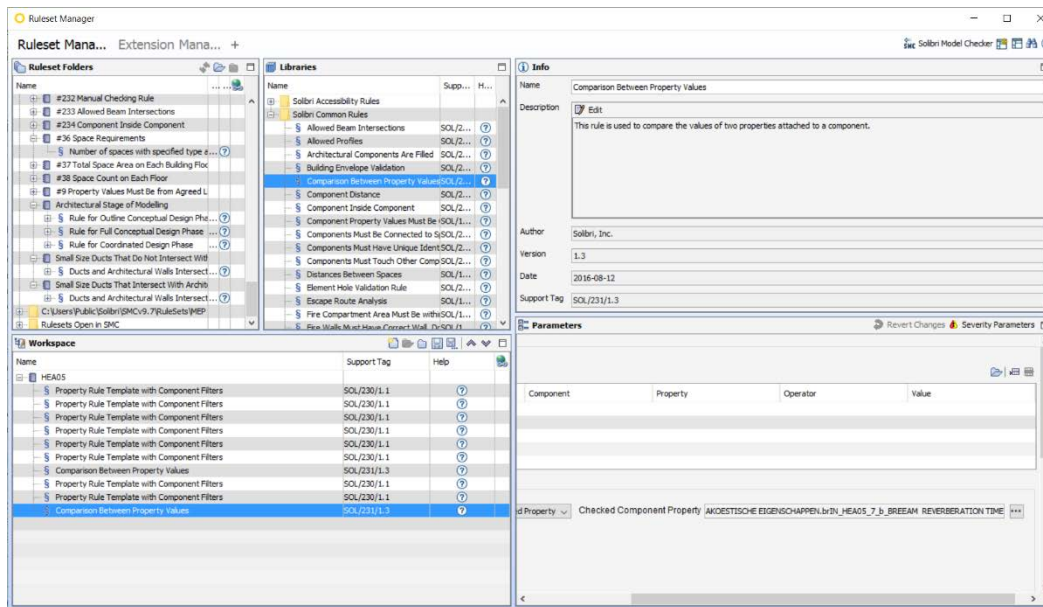 Ruleset Manager
Ruleset Mana... Extension Mana... +
Solibri Model Checker
Ruleset Folders
Name
#232 Manual Checking Rule
#233 Allowed Beam Intersections
#234 Component Inside Component
#36 Space Requirements
§ Number of spaces with specified type a...
#37 Total Space Area on Each Building Floo
#38 Space Count on Each Floor
#9 Property Values Must Be from Agreed L
Architectural Stage of Modelling
§ Rule for Outline Conceptual Design Pha...
§ Rule for Full Conceptual Design Phase ...
§ Rule for Coordinated Design Phase ...
Small Size Ducts That Do Not Intersect With
§ Ducts and Architectural Walls Intersect...
Small Size Ducts That Intersect With Archit
§ Ducts and Architectural Walls Intersect...
C:\Users\Public\Solibri\SMCv9.7\RuleSets\MEP
Rulesets Open in SMC
Libraries
Name Supp... H...
Solibri Accessibility Rules
Solibri Common Rules
§ Allowed Beam Intersections SOL/2...
§ Allowed Profiles SOL/2...
§ Architectural Components Are Filled SOL/2...
§ Building Envelope Validation SOL/2...
§ Comparison Between Property Values SOL/2...
§ Component Distance SOL/2...
§ Component Inside Component SOL/2...
§ Component Property Values Must Be SOL/1...
§ Components Must Be Connected to Sp SOL/2...
§ Components Must Have Unique Ident SOL/2...
§ Components Must Touch Other Comp SOL/2...
§ Distances Between Spaces SOL/1...
§ Element Hole Validation Rule SOL/2...
§ Escape Route Analysis SOL/1...
§ Fire Compartment Area Must Be withi SOL/1...
§ Fire Walls Must Have Correct Wall, D SOL/1
Info
Name Comparison Between Property Values
Description Edit
This rule is used to compare the values of two properties attached to a component.
Author Solibri, Inc.
Version 1.3
Date 2016-08-12
Support Tag SOL/231/1.3
Workspace
Name Support Tag Help
HEA05
§ Property Rule Template with Component Filters SOL/230/1.1
§ Property Rule Template with Component Filters SOL/230/1.1
§ Property Rule Template with Component Filters SOL/230/1.1
§ Property Rule Template with Component Filters SOL/230/1.1
§ Property Rule Template with Component Filters SOL/230/1.1
§ Property Rule Template with Component Filters SOL/230/1.1
§ Comparison Between Property Values SOL/231/1.3
§ Property Rule Template with Component Filters SOL/230/1.1
§ Property Rule Template with Component Filters SOL/230/1.1
§ Comparison Between Property Values SOL/231/1.3
Parameters Revert Changes Severity Parameters
Component Property Operator Value
d Property Checked Component Property AKOESTISCHE EIGENSCHAPPEN.brIN_HEA05_7_b_BREEAM REVERBERATION TIME ...